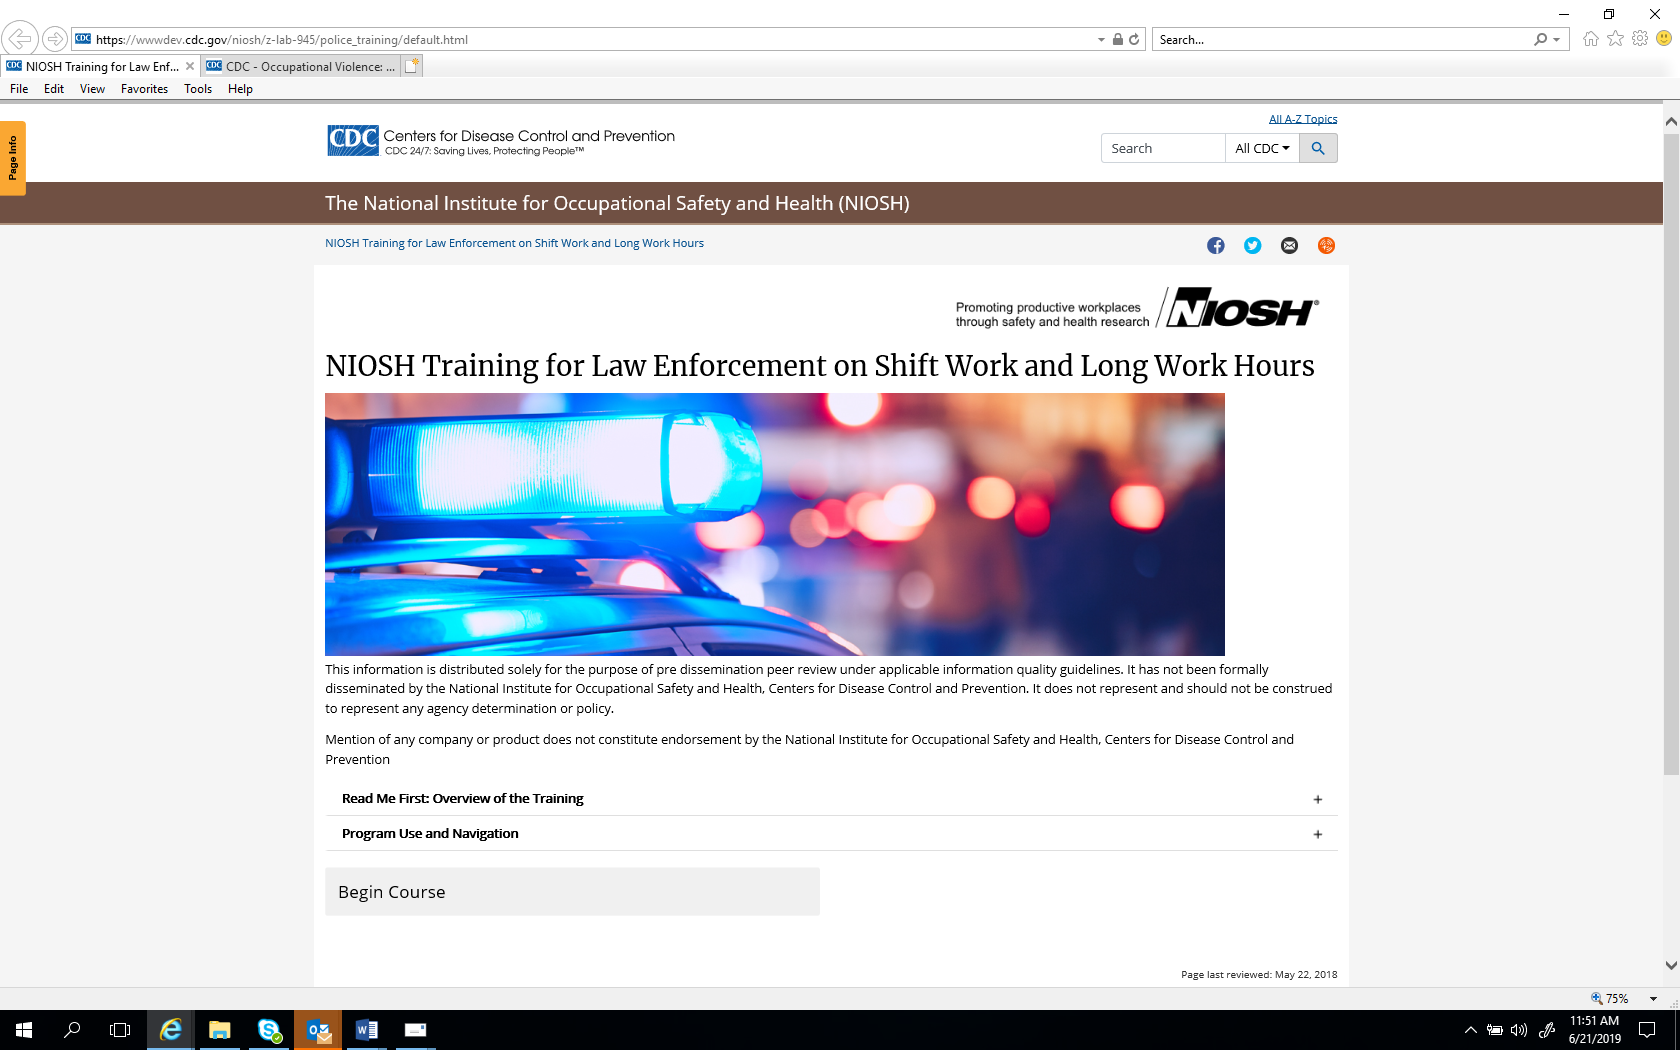 https://wwwdev.cdc.gov/niosh/z-lab-945/police_training/default.html
Search...
NIOSH Training for Law Enf...
CDC - Occupational Violence: ...
File Edit View Favorites Tools Help
Page Info
CDC
Centers for Disease Control and Prevention
CDC 24/7: Saving Lives, Protecting People™
All A-Z Topics
Search
All CDC
The National Institute for Occupational Safety and Health (NIOSH)
NIOSH Training for Law Enforcement on Shift Work and Long Work Hours
Promoting productive workplaces
through safety and health research
NIOSH®
NIOSH Training for Law Enforcement on Shift Work and Long Work Hours
This information is distributed solely for the purpose of pre dissemination peer review under applicable information quality guidelines. It has not been formally
disseminated by the National Institute for Occupational Safety and Health, Centers for Disease Control and Prevention. It does not represent and should not be construed
to represent any agency determination or policy.
Mention of any company or product does not constitute endorsement by the National Institute for Occupational Safety and Health, Centers for Disease Control and
Prevention
Read Me First: Overview of the Training +
Program Use and Navigation +
Begin Course
Page last reviewed: May 22, 2018
75%
11:51 AM
6/21/2019